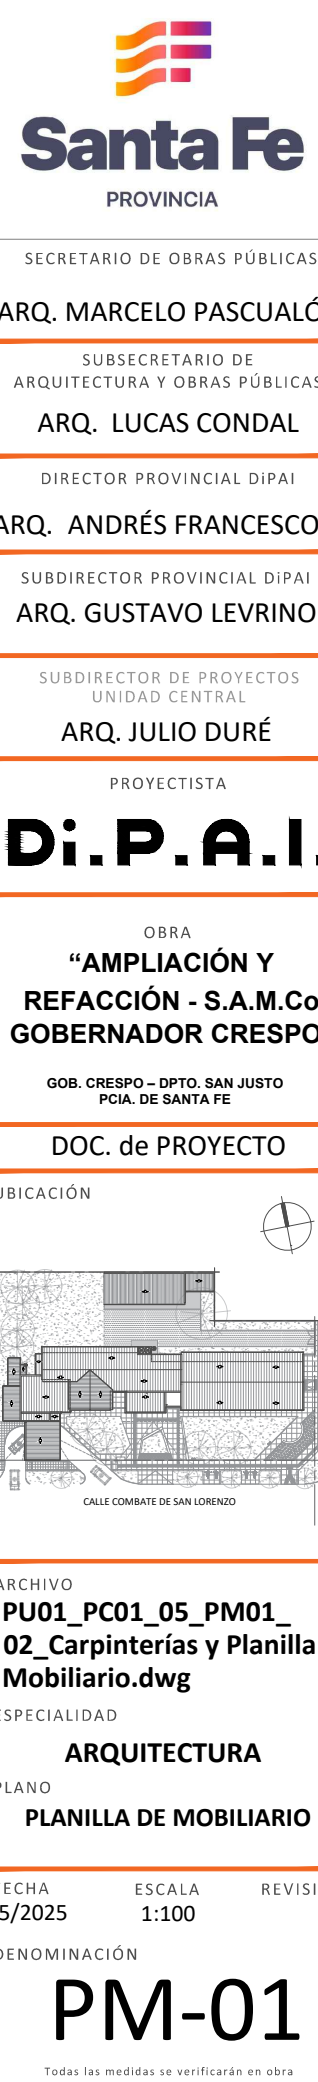 Santa Fe
PROVINCIA
SECRETARIO DE OBRAS PÚBLICAS
ARQ. MARCELO PASCUALÓ
SUBSECRETARIO DE
ARQUITECTURA Y OBRAS PÚBLICAS
ARQ. LUCAS CONDAL
DIRECTOR PROVINCIAL DiPAI
ARQ. ANDRÉS FRANCESCO
SUBDIRECTOR PROVINCIAL DiPAI
ARQ. GUSTAVO LEVRINO
SUBDIRECTOR DE PROYECTOS
UNIDAD CENTRAL
ARQ. JULIO DURÉ
PROYECTISTA
Di.P.A.I.
OBRA
“AMPLIACIÓN Y
REFACCIÓN - S.A.M.Co
GOBERNADOR CRESPO
GOB. CRESPO – DPTO. SAN JUSTO
PCIA. DE SANTA FE
DOC. de PROYECTO
UBICACIÓN
CALLE COMBATE DE SAN LORENZO
ARCHIVO
PU01_PC01_05_PM01_
02_Carpinterías y Planilla
Mobiliario.dwg
ESPECIALIDAD
ARQUITECTURA
PLANO
PLANILLA DE MOBILIARIO
FECHA ESCALA REVISI
5/2025 1:100
DENOMINACIÓN
PM-01
Todas las medidas se verificarán en obra